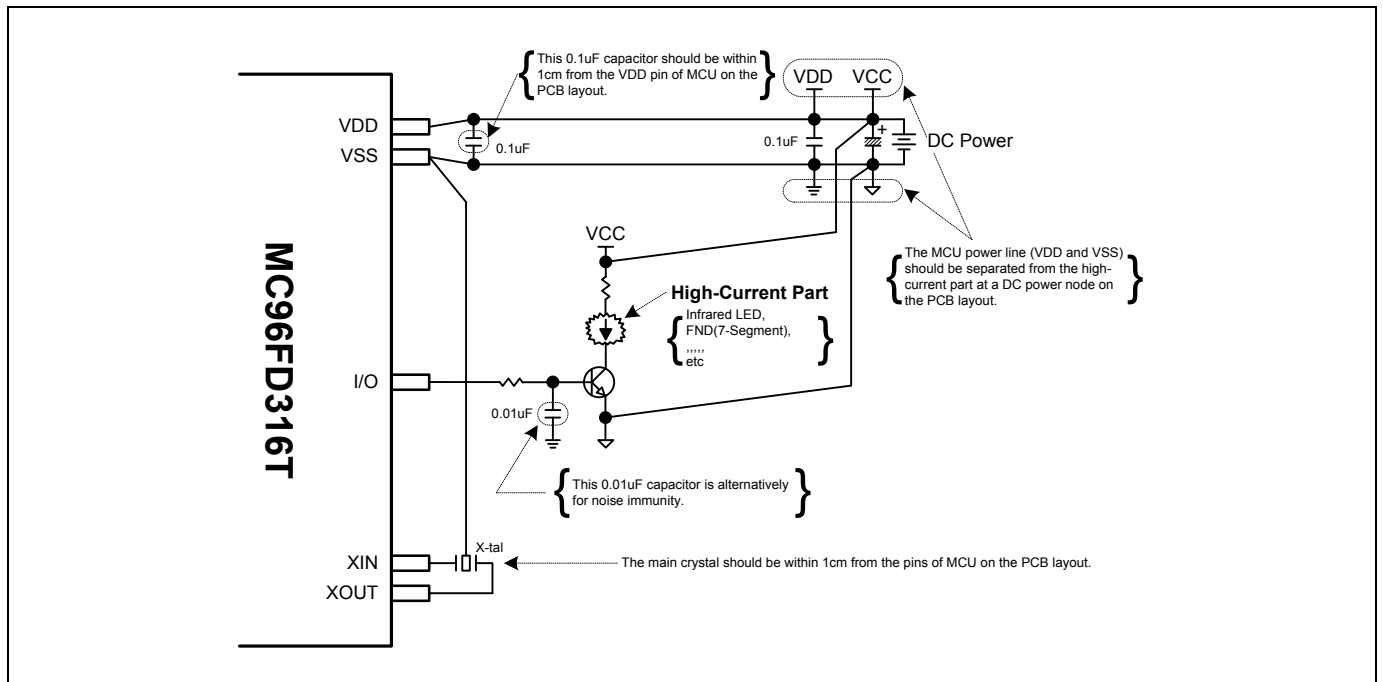 This 0.1uF capacitor should be within
1cm from the VDD pin of MCU on the
PCB layout.
VDD
VCC
VDD
VSS
0.1uF
0.1uF
+
DC Power
MC96FD316T
VCC
The MCU power line (VDD and VSS)
should be separated from the high-
current part at a DC power node on
the PCB layout.
High-Current Part
Infrared LED,
FND(7-Segment),
,,,,,
etc
I/O
0.01uF
This 0.01uF capacitor is alternatively
for noise immunity.
X-tal
XIN
The main crystal should be within 1cm from the pins of MCU on the PCB layout.
XOUT